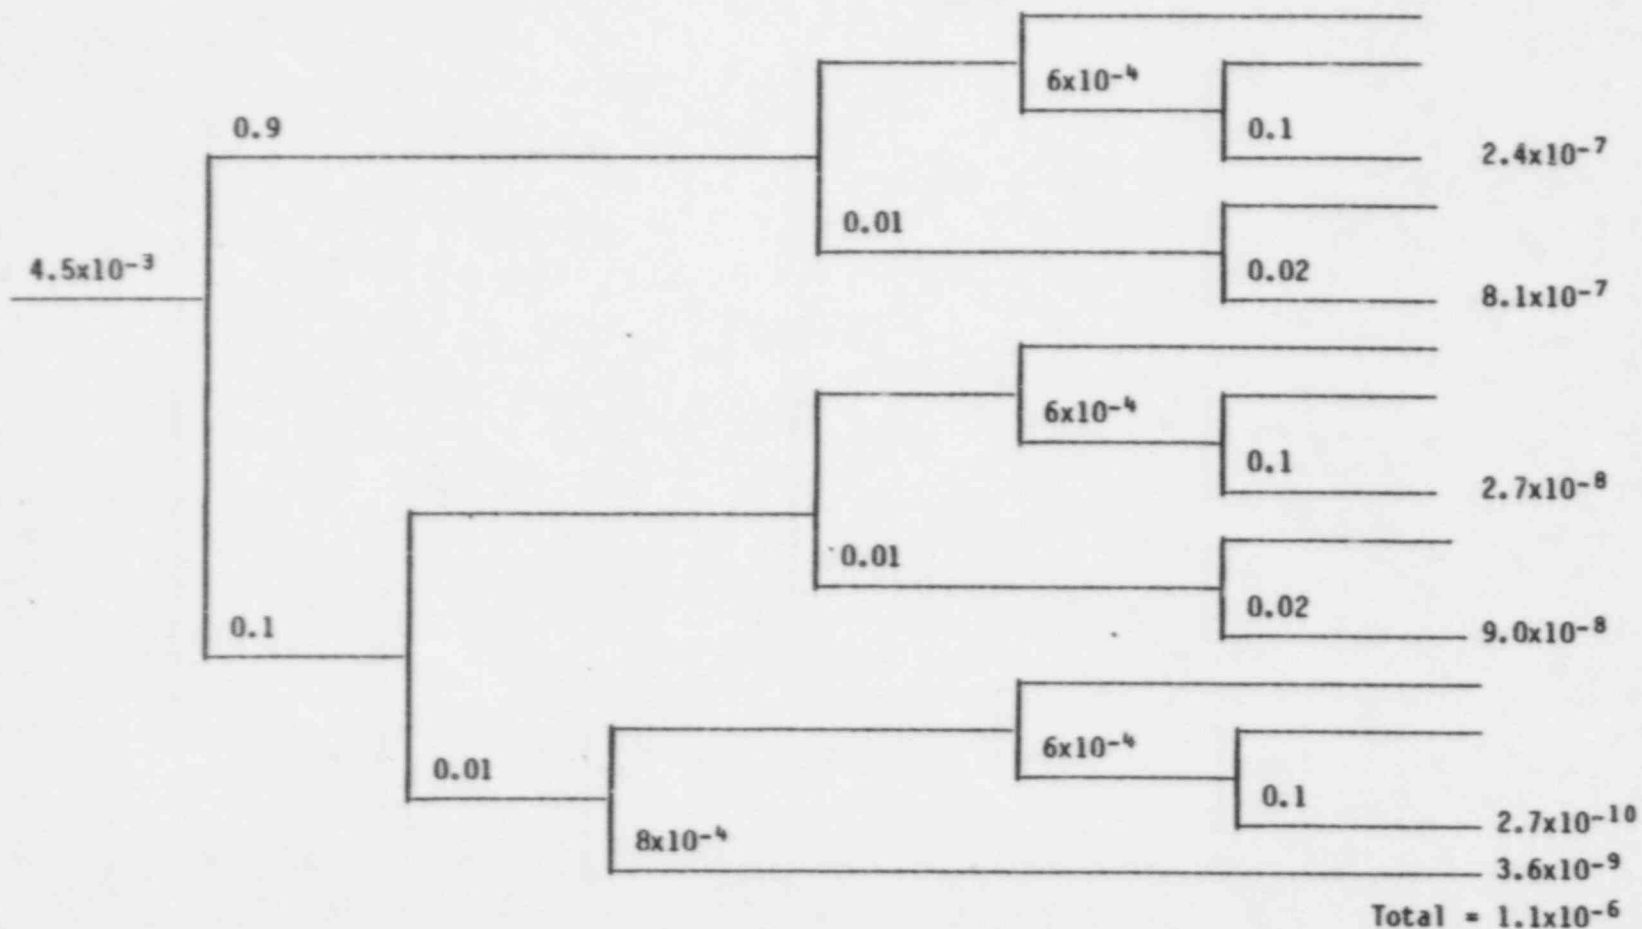 6x10⁻⁴
0.9
0.1
2.4x10⁻⁷
0.01
4.5x10⁻³
0.02
8.1x10⁻⁷
6x10⁻⁴
0.1
2.7x10⁻⁸
0.01
0.02
9.0x10⁻⁸
0.1
6x10⁻⁴
0.01
0.1
2.7x10⁻¹⁰
8x10⁻⁴
3.6x10⁻⁹
Total = 1.1x10⁻⁶